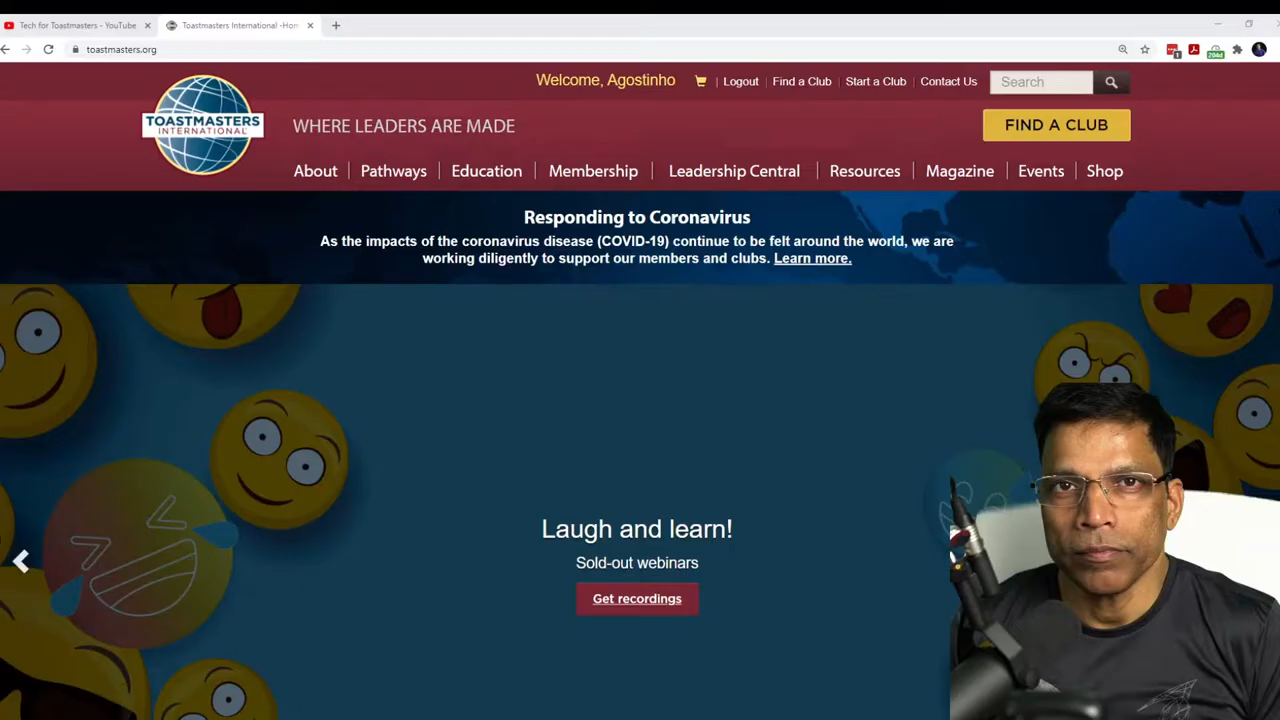 Tech for Toastmasters - YouTube
Toastmasters International -Hom
toastmasters.org
1
204d
Welcome, Agostinho
Logout
Find a Club
Start a Club
Contact Us
Search
TOASTMASTERS
INTERNATIONAL
WHERE LEADERS ARE MADE
FIND A CLUB
About
Pathways
Education
Membership
Leadership Central
Resources
Magazine
Events
Shop
Responding to Coronavirus
As the impacts of the coronavirus disease (COVID-19) continue to be felt around the world, we are
working diligently to support our members and clubs. Learn more.
Laugh and learn!
Sold-out webinars
Get recordings